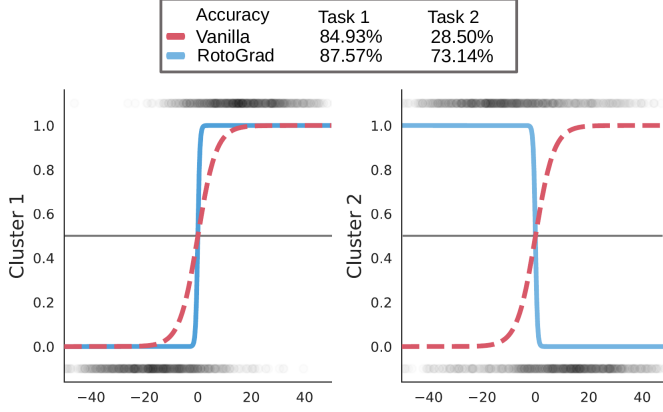 Accuracy Task 1 Task 2
Vanilla 84.93% 28.50%
RotoGrad 87.57% 73.14%
Cluster 1
1.0
0.8
0.6
0.4
0.2
0.0
−40 −20 0 20 40
Cluster 2
1.0
0.8
0.6
0.4
0.2
0.0
−40 −20 0 20 40